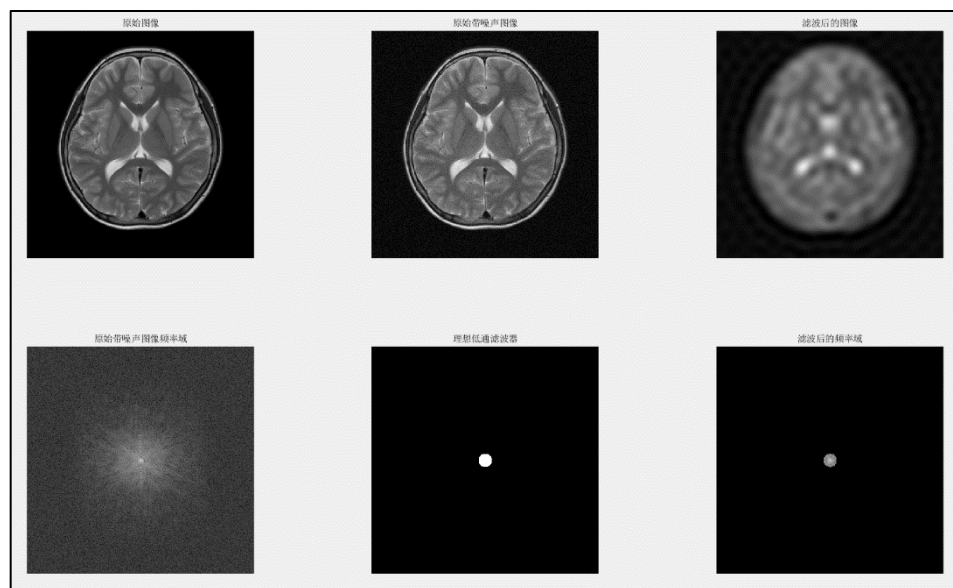 原始图像
原始带噪声图像
滤波后的图像
原始带噪声图像频率域
理想低通滤波器
滤波后的频率域